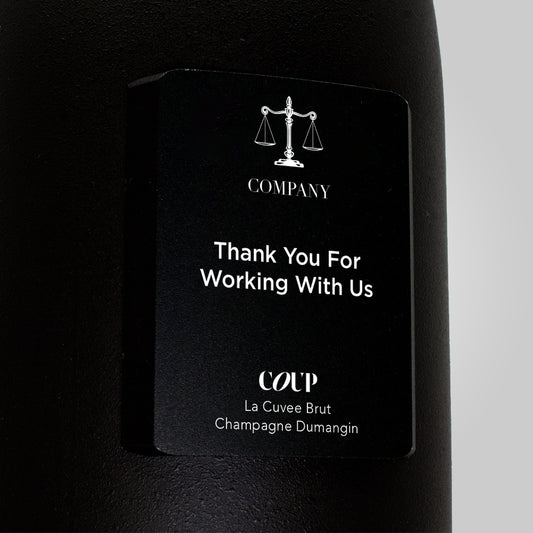 COMPANY
Thank You For
Working With Us
COUP
La Cuvee Brut
Champagne Dumangin